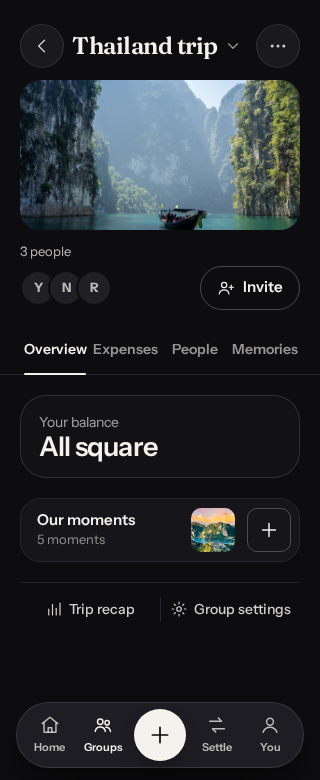 Thailand trip
3 people
Y N R
Invite
Overview Expenses People Memories
Your balance
All square
Our moments
5 moments
Trip recap Group settings
Home Groups Settle You